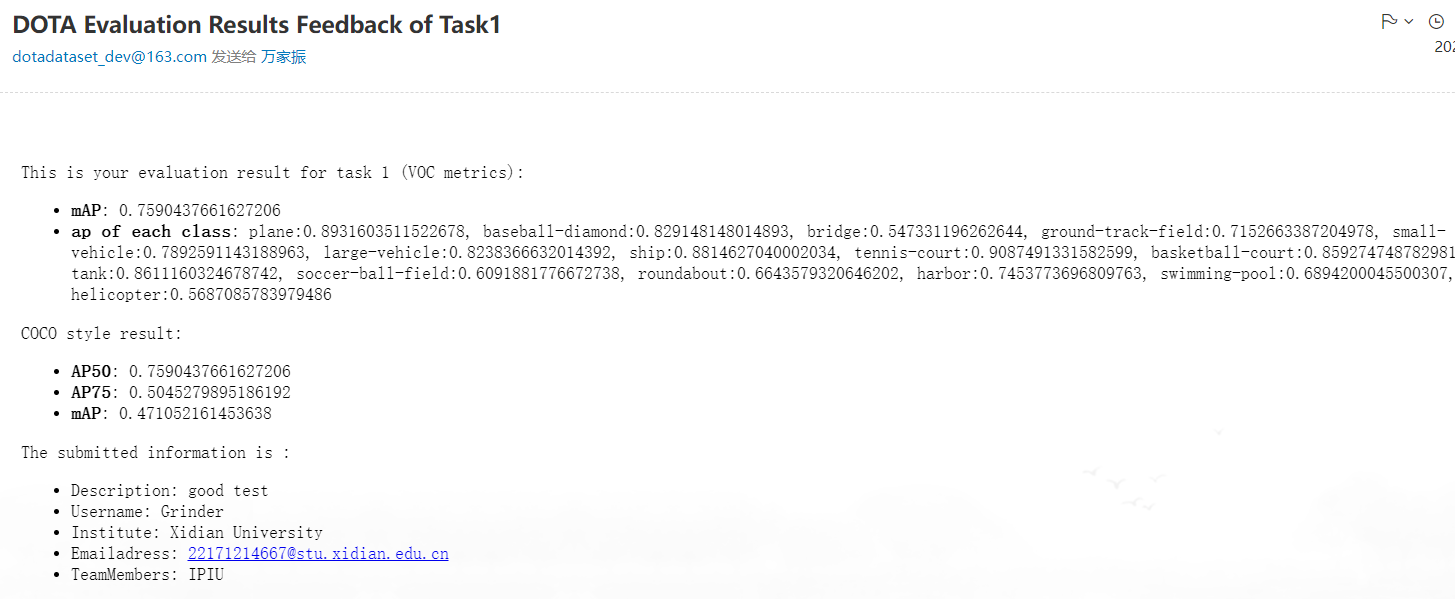 DOTA Evaluation Results Feedback of Task1
dotadataset_dev@163.com 发送给 万家振
202
This is your evaluation result for task 1 (VOC metrics):
• mAP: 0.7590437661627206
• ap of each class: plane:0.8931603511522678, baseball-diamond:0.829148148014893, bridge:0.547331196262644, ground-track-field:0.7152663387204978, small-
vehicle:0.7892591143188963, large-vehicle:0.8238366632014392, ship:0.8814627040002034, tennis-court:0.9087491331582599, basketball-court:0.859274748782981
tank:0.8611160324678742, soccer-ball-field:0.6091881776672738, roundabout:0.6643579320646202, harbor:0.7453773696809763, swimming-pool:0.6894200045500307,
helicopter:0.5687085783979486
COCO style result:
• AP50: 0.7590437661627206
• AP75: 0.5045279895186192
• mAP: 0.471052161453638
The submitted information is :
• Description: good test
• Username: Grinder
• Institute: Xidian University
• Emailadress: 22171214667@stu.xidian.edu.cn
• TeamMembers: IPIU